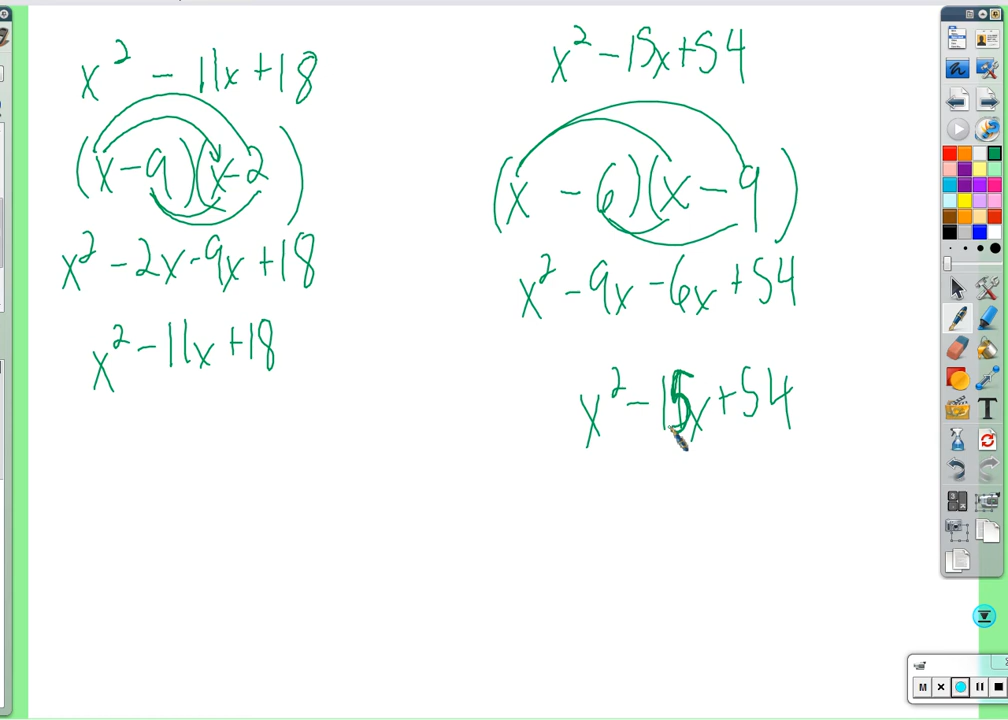 x² - 11x + 18
(x - 9)(x - 2)
x² - 2x - 9x + 18
x² - 11x + 18
x² - 15x + 54
(x - 6)(x - 9)
x² - 9x - 6x + 54
x² - 15x + 54
T
M